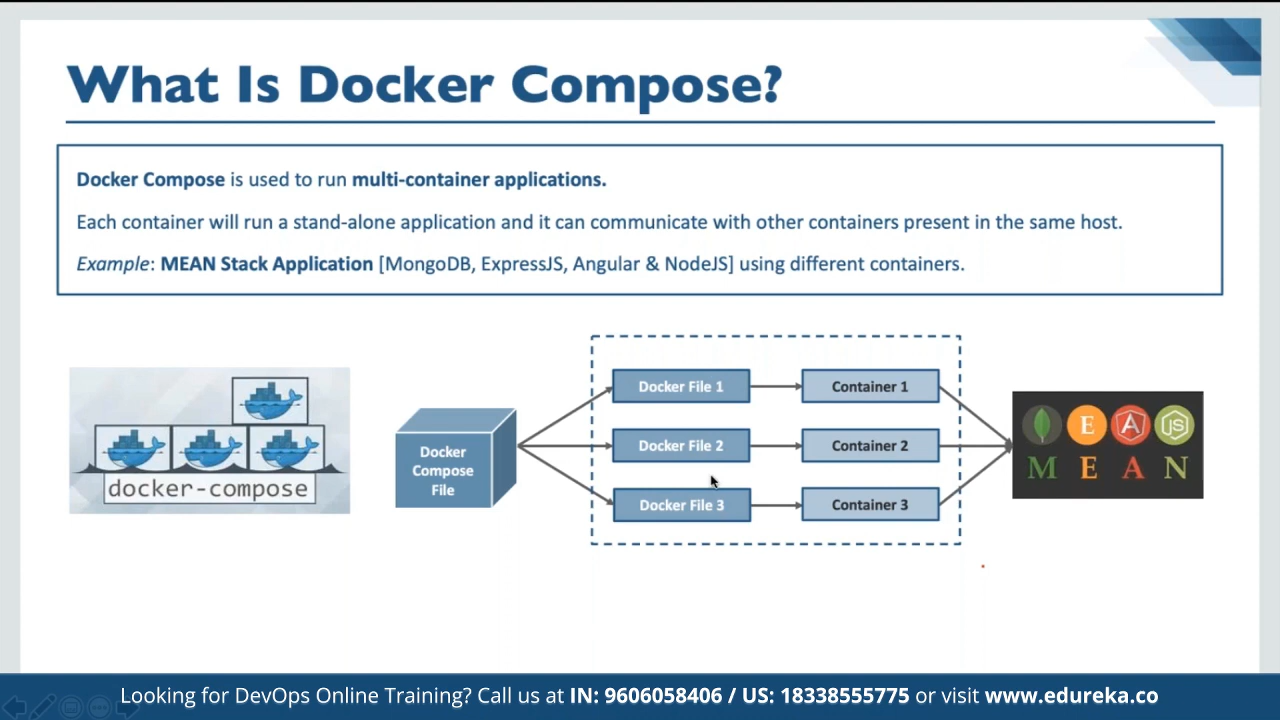 What Is Docker Compose?
Docker Compose is used to run multi-container applications.
Each container will run a stand-alone application and it can communicate with other containers present in the same host.
Example: MEAN Stack Application [MongoDB, ExpressJS, Angular & NodeJS] using different containers.
docker-compose
Docker
Compose
File
Docker File 1
Container 1
Docker File 2
Container 2
Docker File 3
Container 3
E A JS
M E A N
Looking for DevOps Online Training? Call us at IN: 9606058406 / US: 18338555775 or visit www.edureka.co